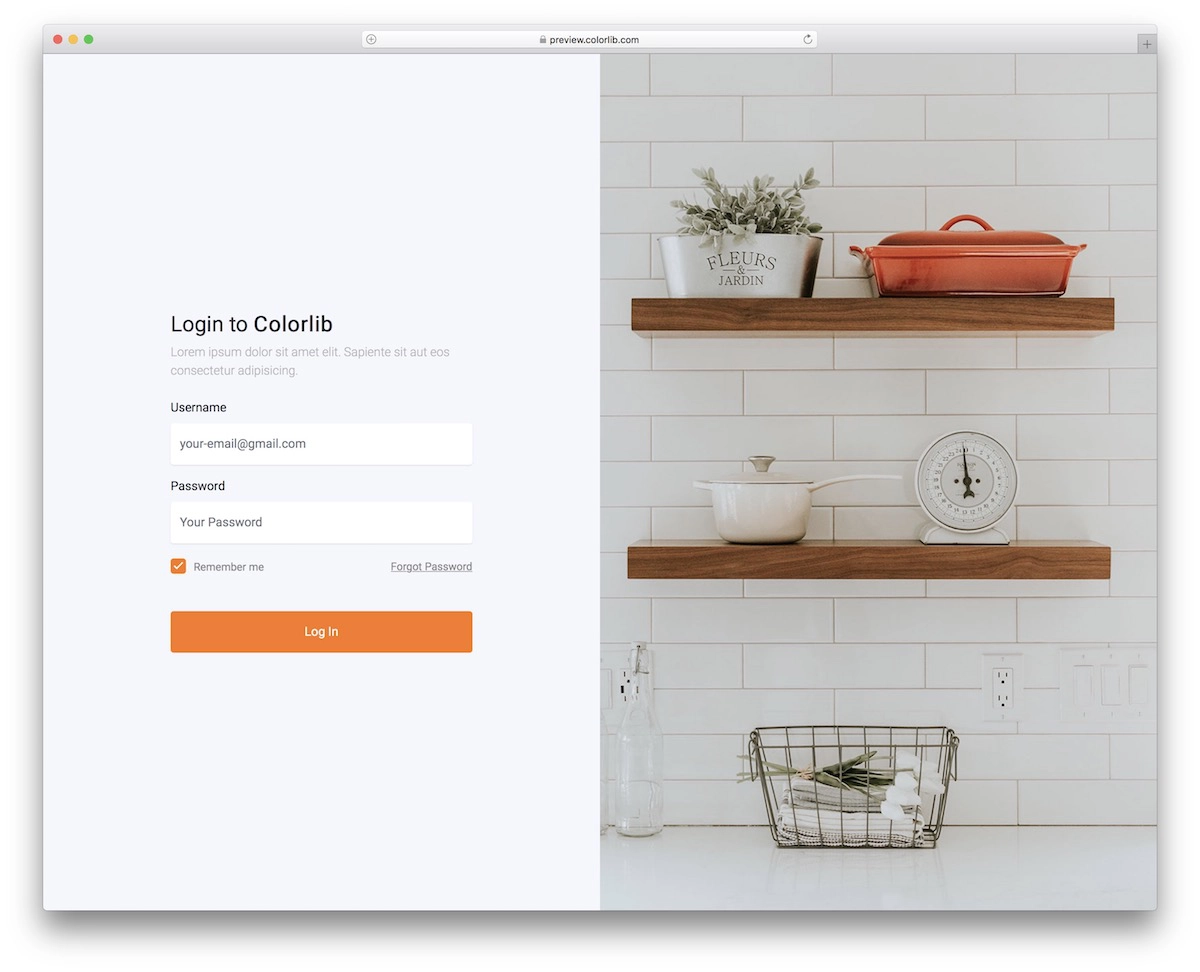 preview.colorlib.com
Login to Colorlib
Lorem ipsum dolor sit amet elit. Sapiente sit aut eos
consectetur adipisicing.
Username
your-email@gmail.com
Password
Your Password
Remember me
Forgot Password
Log In
FLEURS
&
JARDIN